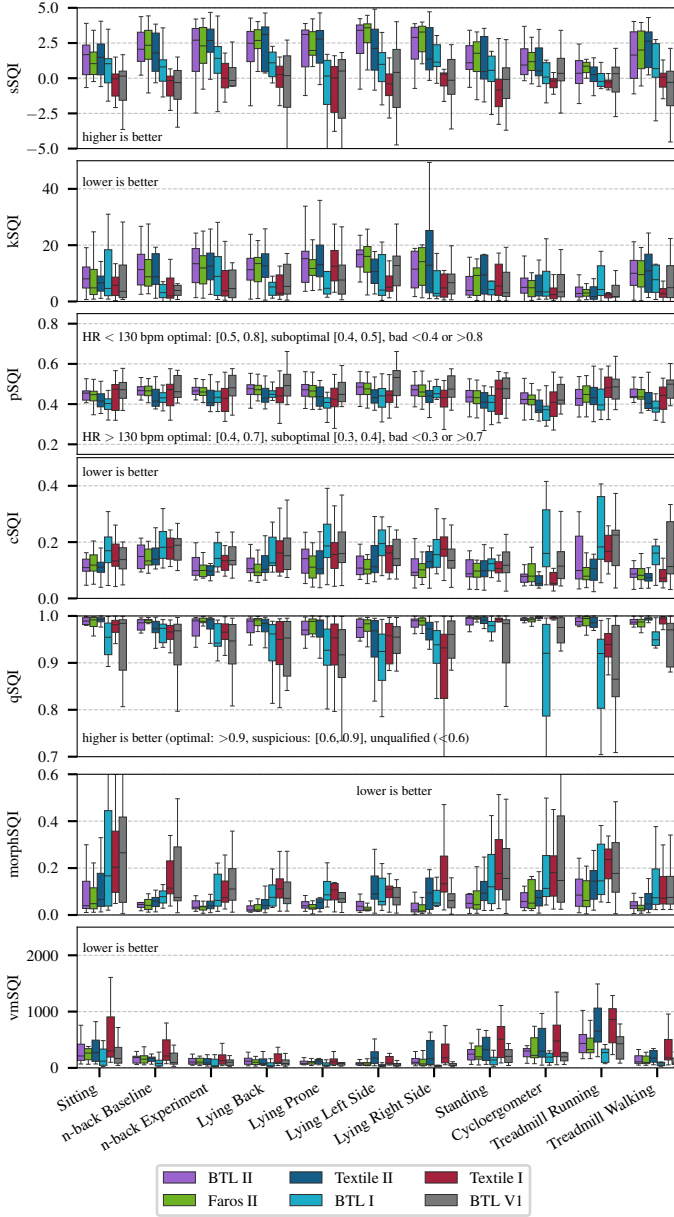 5.0
2.5
0.0
−2.5
−5.0
sSQI
higher is better
40
20
0
kSQI
lower is better
0.8
0.6
0.4
0.2
pSQI
HR < 130 bpm optimal: [0.5, 0.8], suboptimal [0.4, 0.5], bad <0.4 or >0.8
HR > 130 bpm optimal: [0.4, 0.7], suboptimal [0.3, 0.4], bad <0.3 or >0.7
0.4
0.2
0.0
cSQI
lower is better
1.0
0.9
0.8
0.7
qSQI
higher is better (optimal: >0.9, suspicious: [0.6, 0.9], unqualified (<0.6)
0.6
0.4
0.2
0.0
morphSQI
lower is better
2000
1000
0
vmSQI
lower is better
Sitting
n-back Baseline
n-back Experiment
Lying Back
Lying Prone
Lying Left Side
Lying Right Side
Standing
Cycloergometer
Treadmill Running
Treadmill Walking
BTL II
Textile II
Textile I
Faros II
BTL I
BTL V1